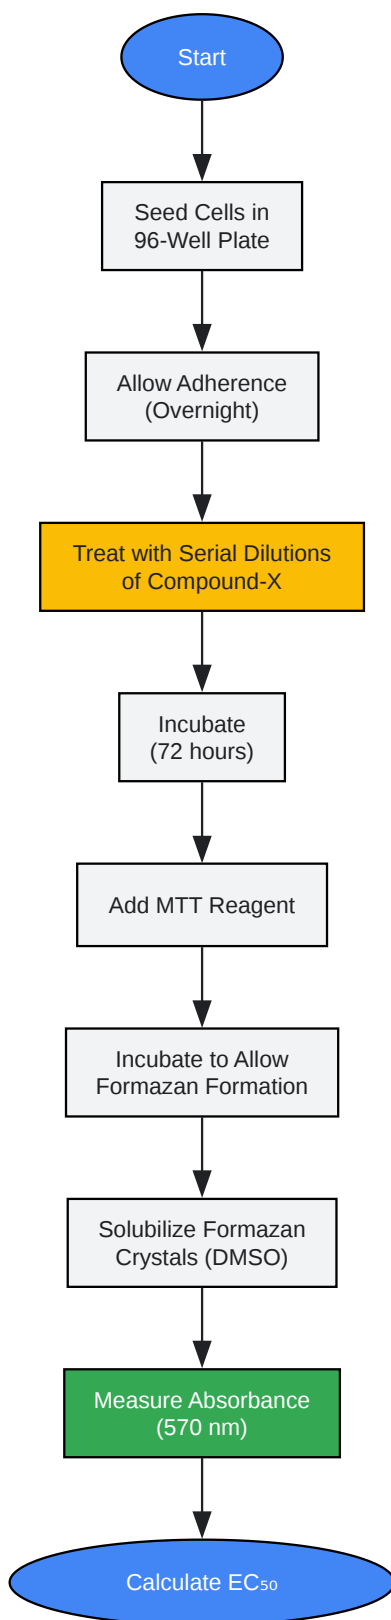 Start
Seed Cells in
96-Well Plate
Allow Adherence
(Overnight)
Treat with Serial Dilutions
of Compound-X
Incubate
(72 hours)
Add MTT Reagent
Incubate to Allow
Formazan Formation
Solubilize Formazan
Crystals (DMSO)
Measure Absorbance
(570 nm)
Calculate EC₅₀